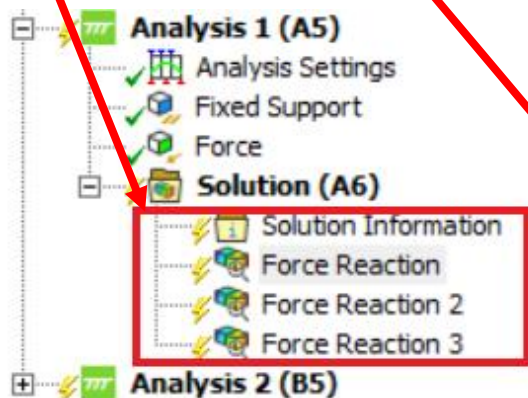 Analysis 1 (A5)
Analysis Settings
Fixed Support
Force
Solution (A6)
Solution Information
Force Reaction
Force Reaction 2
Force Reaction 3
Analysis 2 (B5)